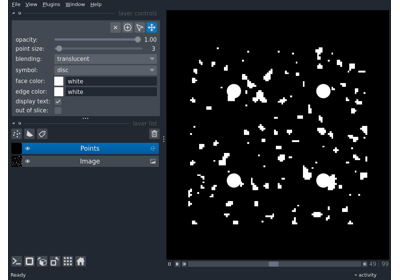 File View Plugins Window Help
layer controls
opacity: 1.00
point size: 3
blending: translucent
symbol: disc
face color: white
edge color: white
display text:
out of slice:
layer list
Points
Image
Ready
49 99
activity